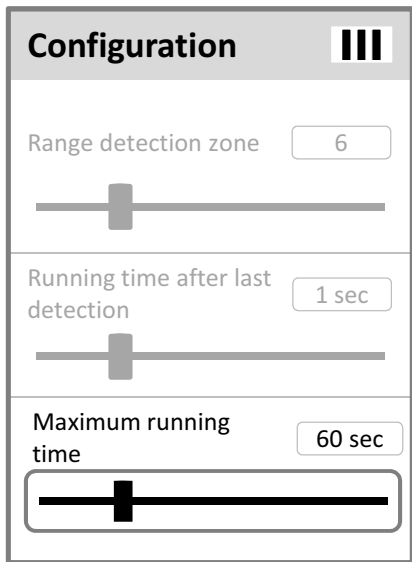 Configuration
Range detection zone 6
Running time after last
detection 1 sec
Maximum running
time 60 sec